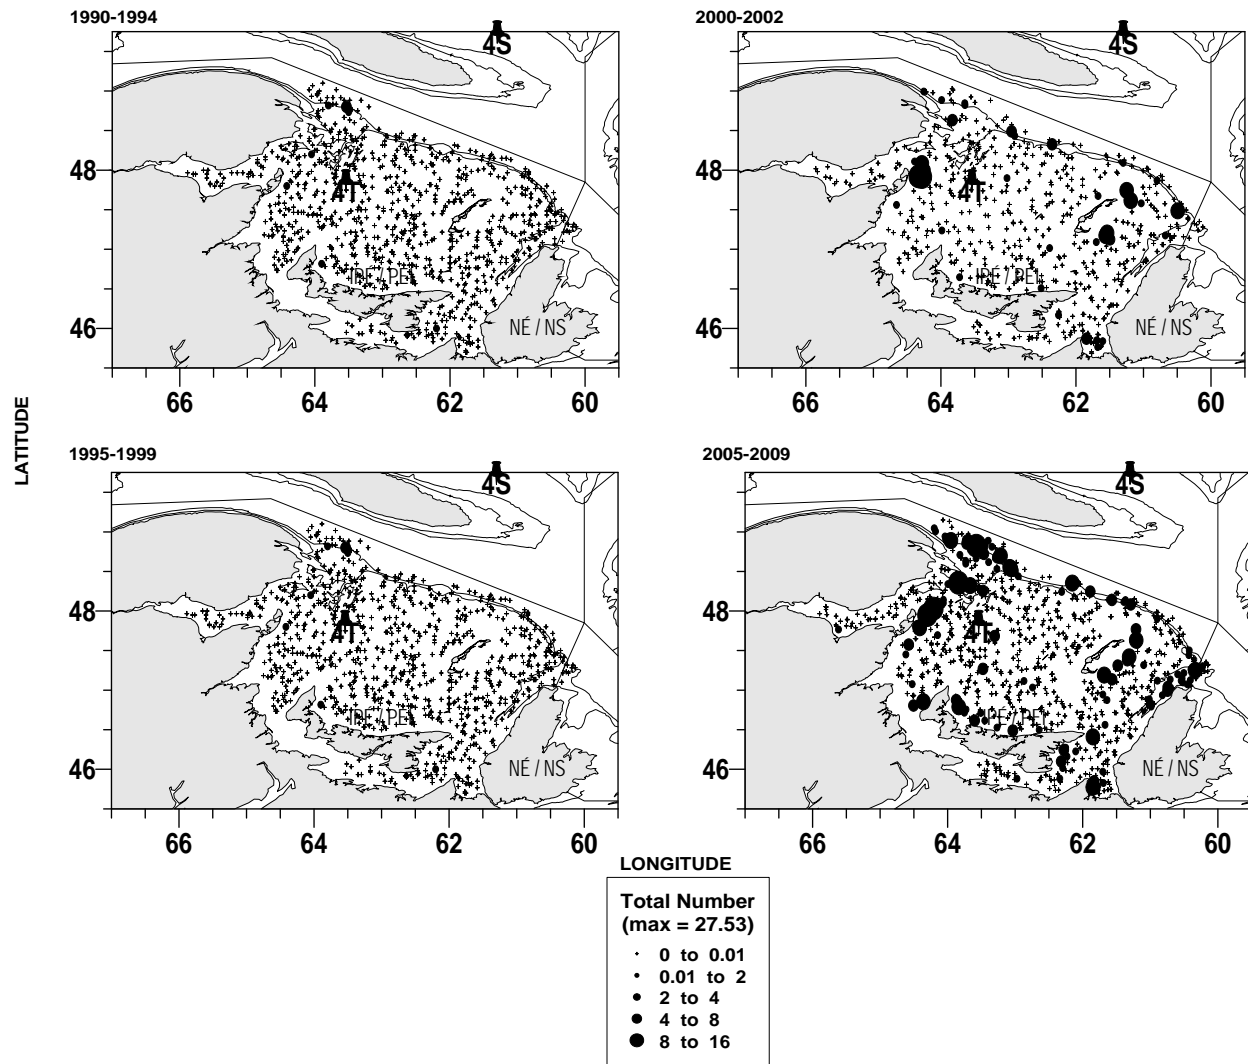 1990-1994
2000-2002
4S
4S
48
48
4T
4T
IPÉ / PEI
IPÉ / PEI
46
NÉ / NS
46
NÉ / NS
66
64
62
60
66
64
62
60
LATITUDE
1995-1999
2005-2009
4S
4S
48
48
4T
4T
IPÉ / PEI
IPÉ / PEI
46
NÉ / NS
46
NÉ / NS
66
64
62
60
66
64
62
60
LONGITUDE
Total Number
(max = 27.53)
0 to 0.01
0.01 to 2
2 to 4
4 to 8
8 to 16